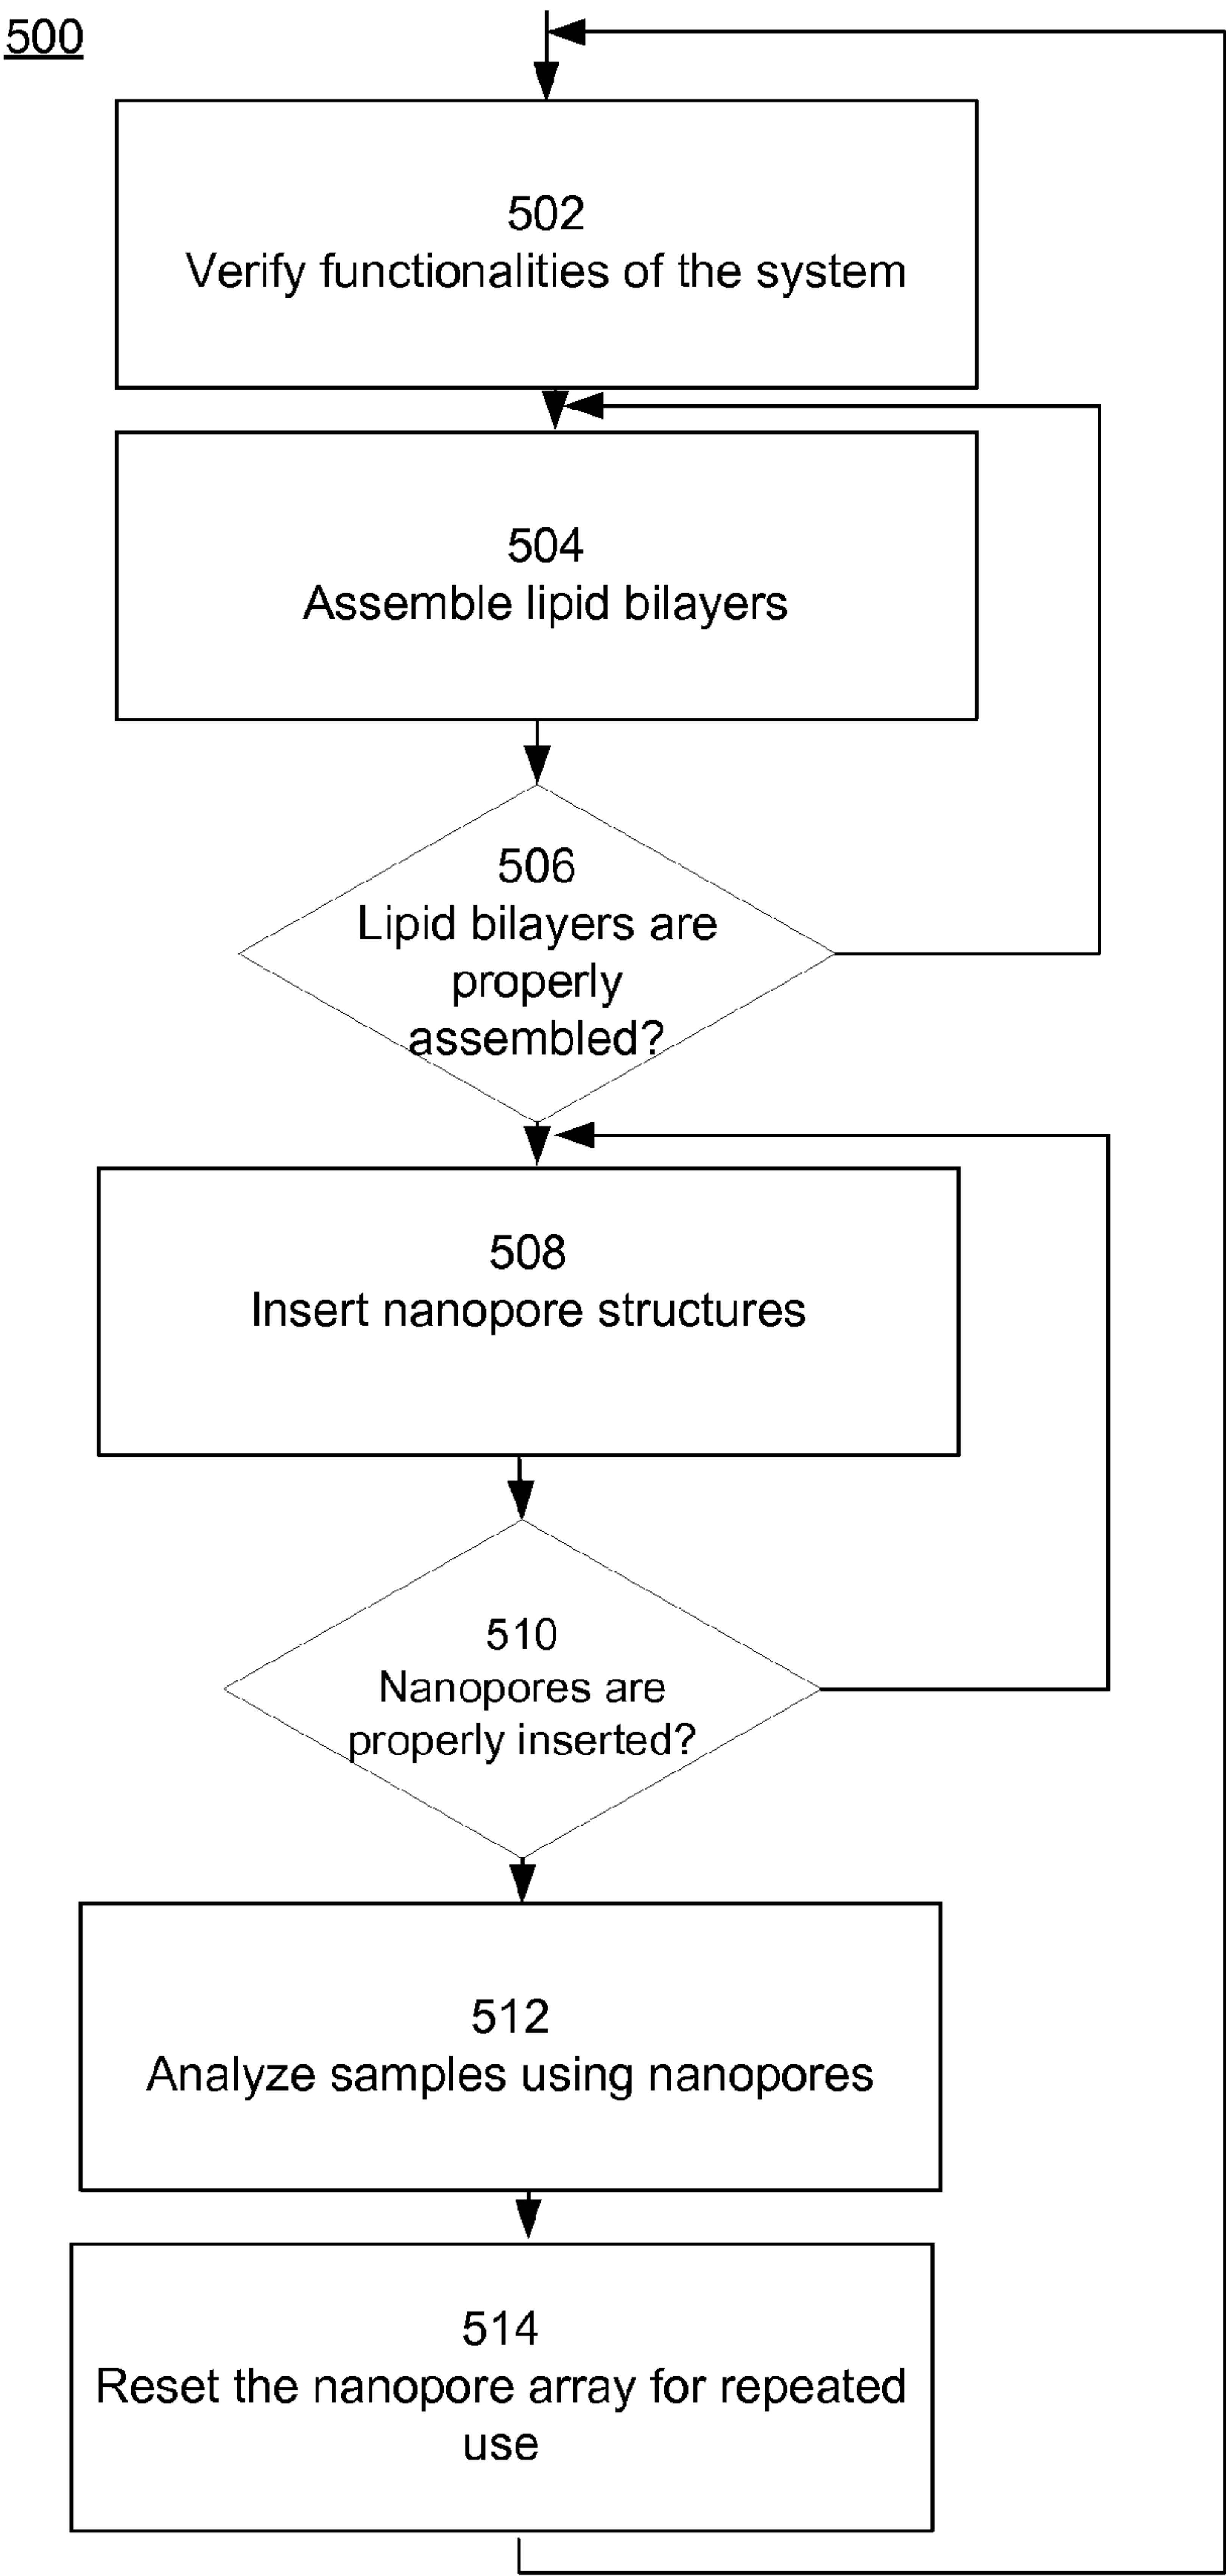 500
502
Verify functionalities of the system
504
Assemble lipid bilayers
506
Lipid bilayers are
properly
assembled?
508
Insert nanopore structures
510
Nanopores are
properly inserted?
512
Analyze samples using nanopores
514
Reset the nanopore array for repeated
use